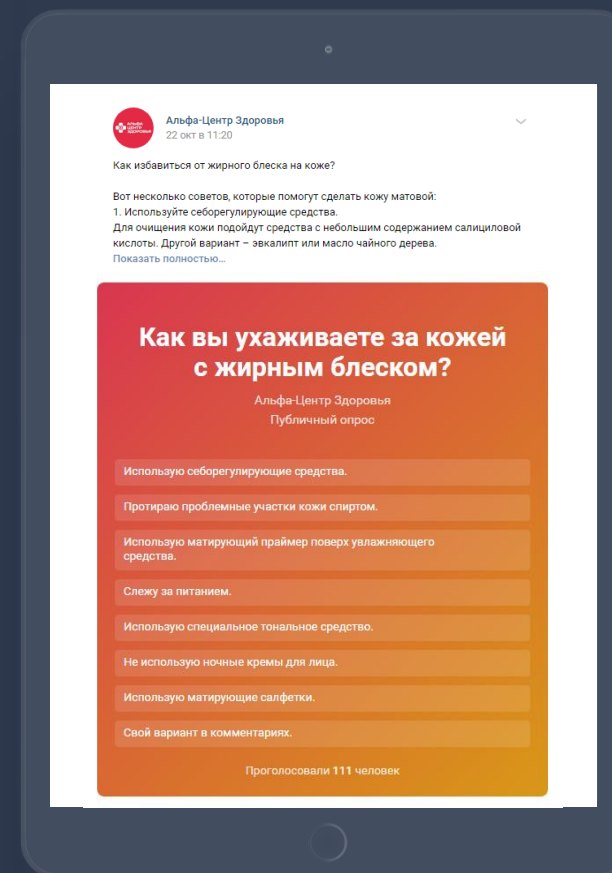 АЛЬФА
ЦЕНТР
ЗДОРОВЬЯ
Альфа-Центр Здоровья
22 окт в 11:20
Как избавиться от жирного блеска на коже?
Вот несколько советов, которые помогут сделать кожу матовой:
1. Используйте себорегулирующие средства.
Для очищения кожи подойдут средства с небольшим содержанием салициловой
кислоты. Другой вариант – эвкалипт или масло чайного дерева.
Показать полностью...
Как вы ухаживаете за кожей
с жирным блеском?
Альфа-Центр Здоровья
Публичный опрос
Использую себорегулирующие средства.
Протираю проблемные участки кожи спиртом.
Использую матирующий праймер поверх увлажняющего
средства.
Слежу за питанием.
Использую специальное тональное средство.
Не использую ночные кремы для лица.
Использую матирующие салфетки.
Свой вариант в комментариях.
Проголосовали 111 человек